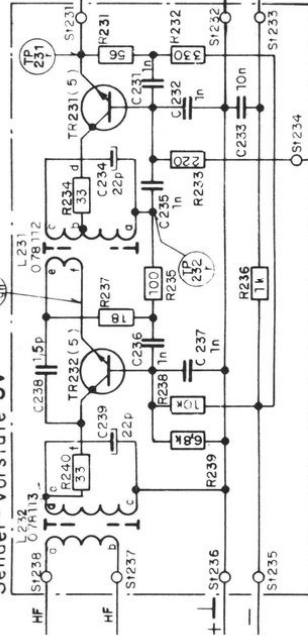 Sender-Vorstufe SV
L232
078113
St238
HF
St237
HF
R240
33
C239
22p
C238
1,5p
TR232(5)
R237
18
C236
1n
C237
1n
R238
10k
6,8k
R239
St236
St235
L231
078112
R234
33
C234
22p
C235
1n
100
R235
TP
232
R236
1k
TR231(5)
TP
231
St231
R231
56
C231
1n
C232
1n
R232
330
220
R233
C233
10n
St232
St233
St234
a
b
c
f
e
f
a
b
c
d
+